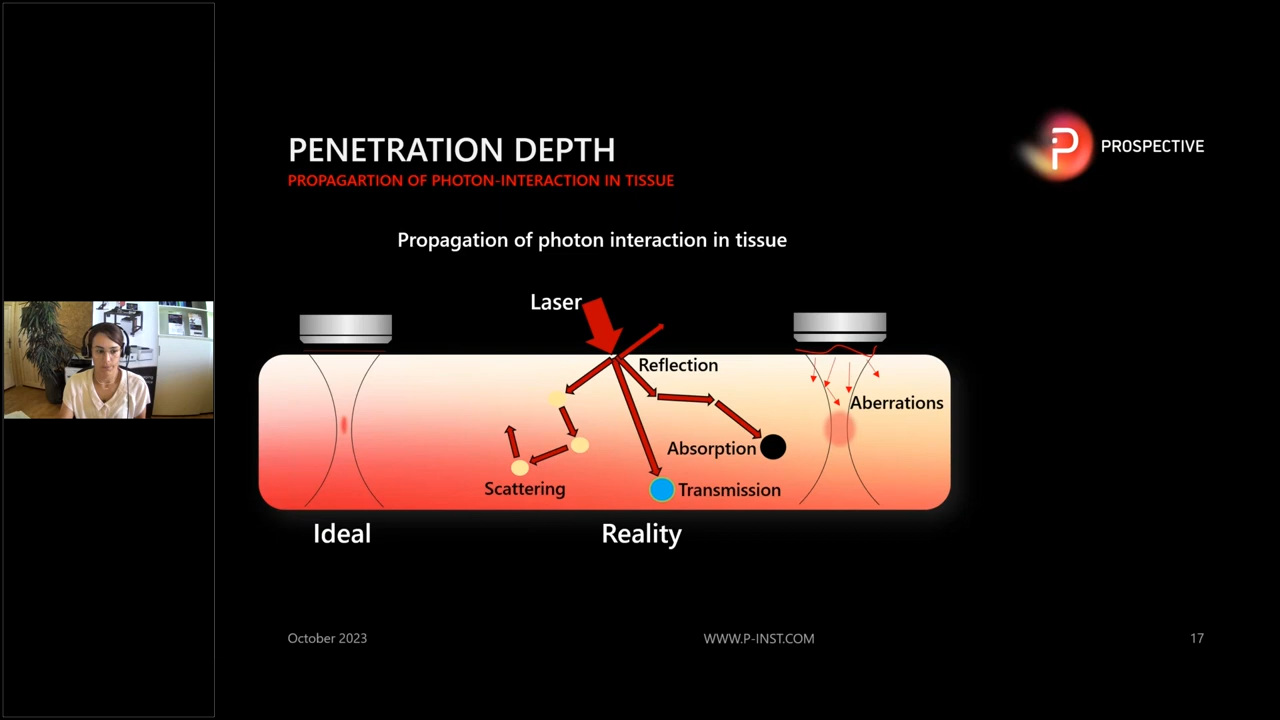 PENETRATION DEPTH
PROPAGARTION OF PHOTON-INTERACTION IN TISSUE
PROSPECTIVE
Propagation of photon interaction in tissue
Laser
Reflection
Aberrations
Absorption
Scattering
Transmission
Ideal
Reality
October 2023
WWW.P-INST.COM
17